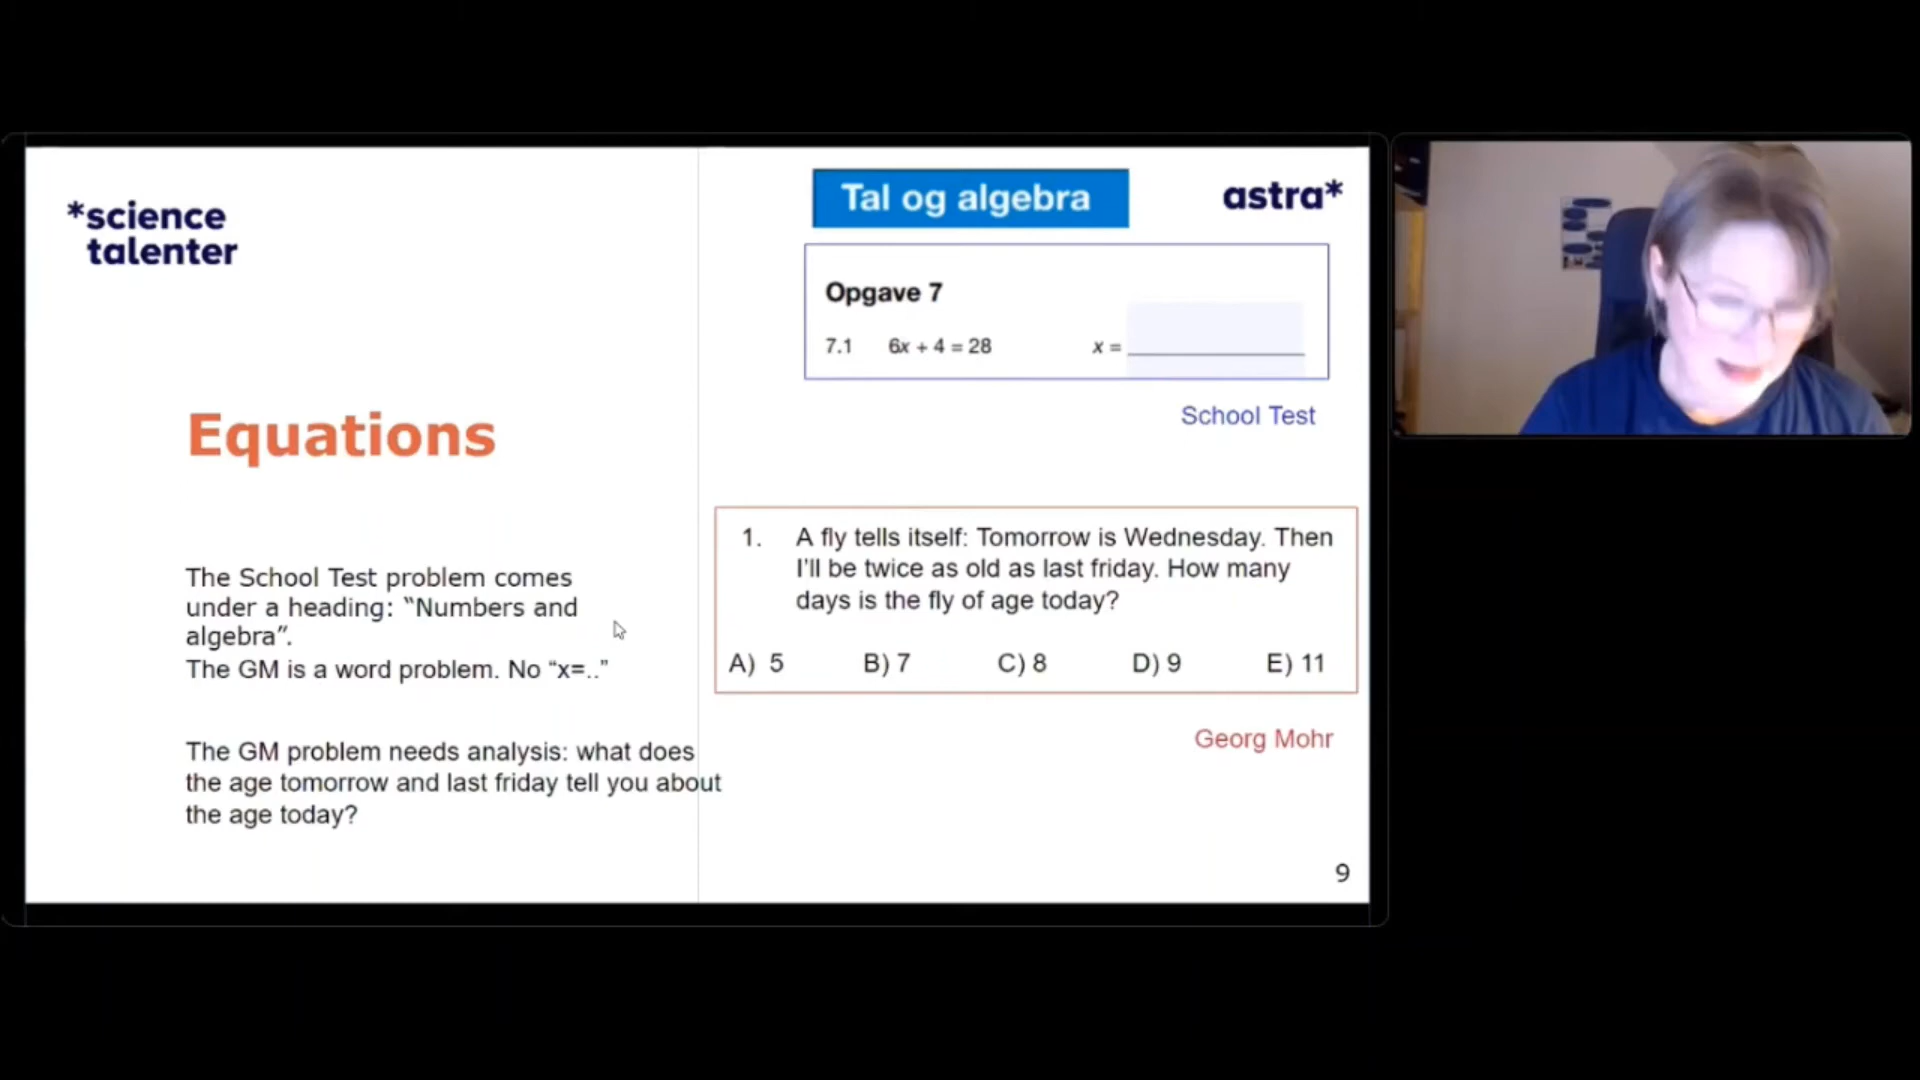 *science
talenter
Tal og algebra
astra*
Opgave 7
7.1 6x + 4 = 28 x =
School Test
Equations
The School Test problem comes
under a heading: “Numbers and
algebra”.
The GM is a word problem. No “x=..”
The GM problem needs analysis: what does
the age tomorrow and last friday tell you about
the age today?
1. A fly tells itself: Tomorrow is Wednesday. Then
I'll be twice as old as last friday. How many
days is the fly of age today?
A) 5 B) 7 C) 8 D) 9 E) 11
Georg Mohr
9